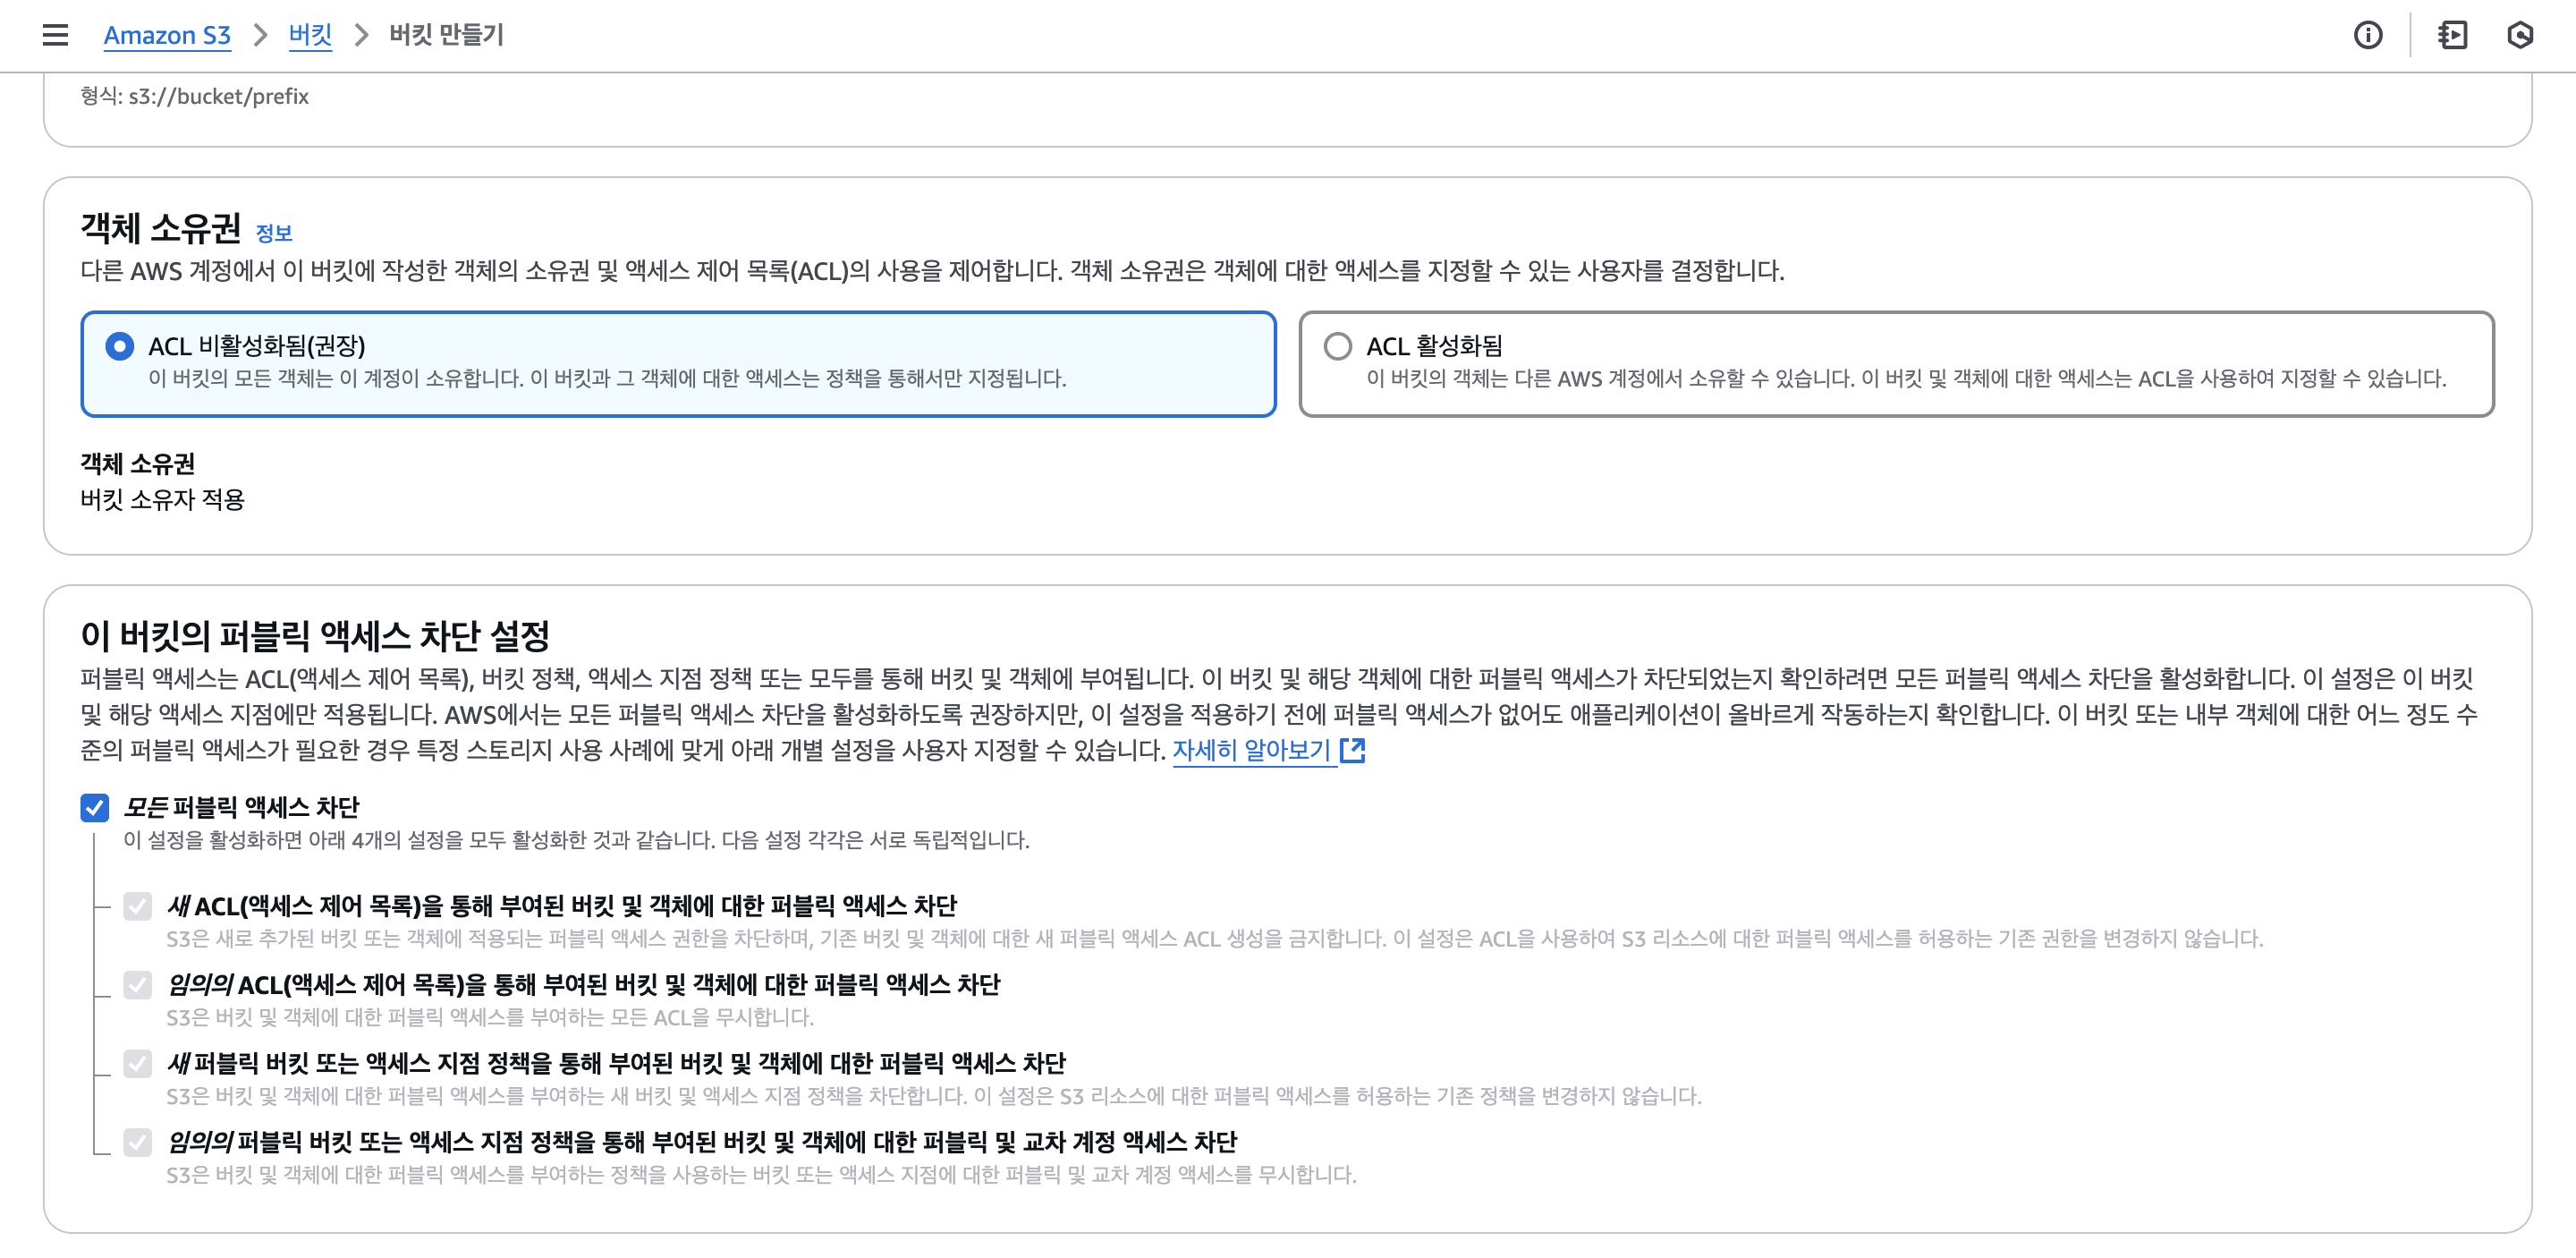 Amazon S3 > 버킷 > 버킷 만들기
형식: s3://bucket/prefix
객체 소유권 정보
다른 AWS 계정에서 이 버킷에 작성한 객체의 소유권 및 액세스 제어 목록(ACL)의 사용을 제어합니다. 객체 소유권은 객체에 대한 액세스를 지정할 수 있는 사용자를 결정합니다.
ACL 비활성화됨(권장)
이 버킷의 모든 객체는 이 계정이 소유합니다. 이 버킷과 그 객체에 대한 액세스는 정책을 통해서만 지정됩니다.
ACL 활성화됨
이 버킷의 객체는 다른 AWS 계정에서 소유할 수 있습니다. 이 버킷 및 객체에 대한 액세스는 ACL을 사용하여 지정할 수 있습니다.
객체 소유권
버킷 소유자 적용
이 버킷의 퍼블릭 액세스 차단 설정
퍼블릭 액세스는 ACL(액세스 제어 목록), 버킷 정책, 액세스 지점 정책 또는 모두를 통해 버킷 및 객체에 부여됩니다. 이 버킷 및 해당 객체에 대한 퍼블릭 액세스가 차단되었는지 확인하려면 모든 퍼블릭 액세스 차단을 활성화합니다. 이 설정은 이 버킷
및 해당 액세스 지점에만 적용됩니다. AWS에서는 모든 퍼블릭 액세스 차단을 활성화하도록 권장하지만, 이 설정을 적용하기 전에 퍼블릭 액세스가 없어도 애플리케이션이 올바르게 작동하는지 확인합니다. 이 버킷 또는 내부 객체에 대한 어느 정도 수
준의 퍼블릭 액세스가 필요한 경우 특정 스토리지 사용 사례에 맞게 아래 개별 설정을 사용자 지정할 수 있습니다. 자세히 알아보기
모든 퍼블릭 액세스 차단
이 설정을 활성화하면 아래 4개의 설정을 모두 활성화한 것과 같습니다. 다음 설정 각각은 서로 독립적입니다.
새 ACL(액세스 제어 목록)을 통해 부여된 버킷 및 객체에 대한 퍼블릭 액세스 차단
S3은 새로 추가된 버킷 또는 객체에 적용되는 퍼블릭 액세스 권한을 차단하며, 기존 버킷 및 객체에 대한 새 퍼블릭 액세스 ACL 생성을 금지합니다. 이 설정은 ACL을 사용하여 S3 리소스에 대한 퍼블릭 액세스를 허용하는 기존 권한을 변경하지 않습니다.
임의의 ACL(액세스 제어 목록)을 통해 부여된 버킷 및 객체에 대한 퍼블릭 액세스 차단
S3은 버킷 및 객체에 대한 퍼블릭 액세스를 부여하는 모든 ACL을 무시합니다.
새 퍼블릭 버킷 또는 액세스 지점 정책을 통해 부여된 버킷 및 객체에 대한 퍼블릭 액세스 차단
S3은 버킷 및 객체에 대한 퍼블릭 액세스를 부여하는 새 버킷 및 액세스 지점 정책을 차단합니다. 이 설정은 S3 리소스에 대한 퍼블릭 액세스를 허용하는 기존 정책을 변경하지 않습니다.
임의의 퍼블릭 버킷 또는 액세스 지점 정책을 통해 부여된 버킷 및 객체에 대한 퍼블릭 및 교차 계정 액세스 차단
S3은 버킷 및 객체에 대한 퍼블릭 액세스를 부여하는 정책을 사용하는 버킷 또는 액세스 지점에 대한 퍼블릭 및 교차 계정 액세스를 무시합니다.